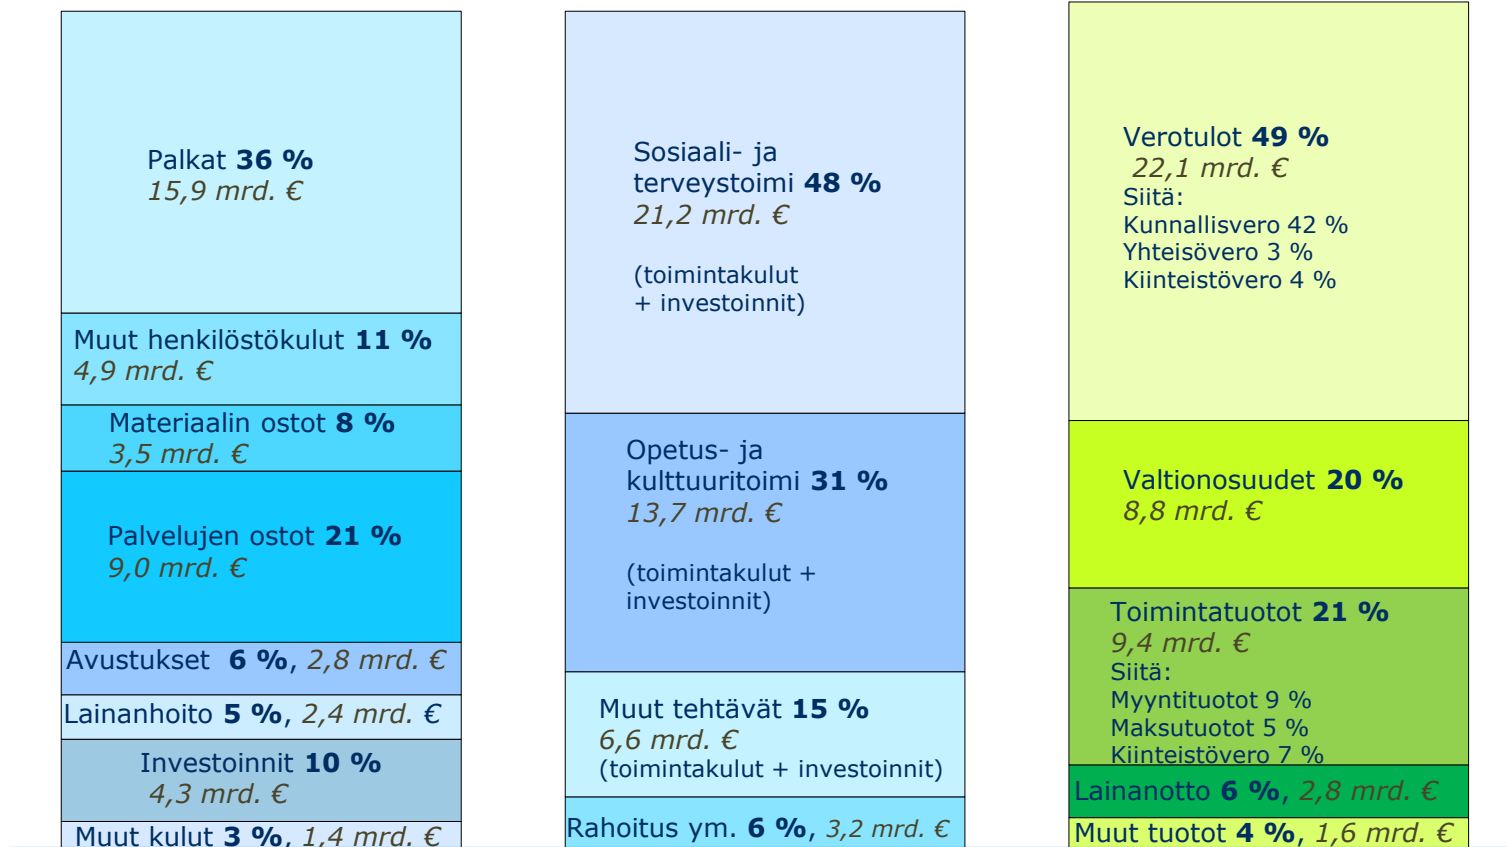 Palkat 36 %
15,9 mrd. €
Muut henkilöstökulut 11 %
4,9 mrd. €
Materiaalin ostot 8 %
3,5 mrd. €
Palvelujen ostot 21 %
9,0 mrd. €
Avustukset 6 %, 2,8 mrd. €
Lainanhoito 5 %, 2,4 mrd. €
Investoinnit 10 %
4,3 mrd. €
Muut kulut 3 %, 1,4 mrd. €
Sosiaali- ja
terveystoimi 48 %
21,2 mrd. €
(toimintakulut
+ investoinnit)
Opetus- ja
kulttuuritoimi 31 %
13,7 mrd. €
(toimintakulut +
investoinnit)
Muut tehtävät 15 %
6,6 mrd. €
(toimintakulut + investoinnit)
Rahoitus ym. 6 %, 3,2 mrd. €
Verotulot 49 %
22,1 mrd. €
Siitä:
Kunnallisvero 42 %
Yhteisövero 3 %
Kiinteistövero 4 %
Valtionosuudet 20 %
8,8 mrd. €
Toimintatuotot 21 %
9,4 mrd. €
Siitä:
Myyntituotot 9 %
Maksutuotot 5 %
Kiinteistövero 7 %
Lainanotto 6 %, 2,8 mrd. €
Muut tuotot 4 %, 1,6 mrd. €